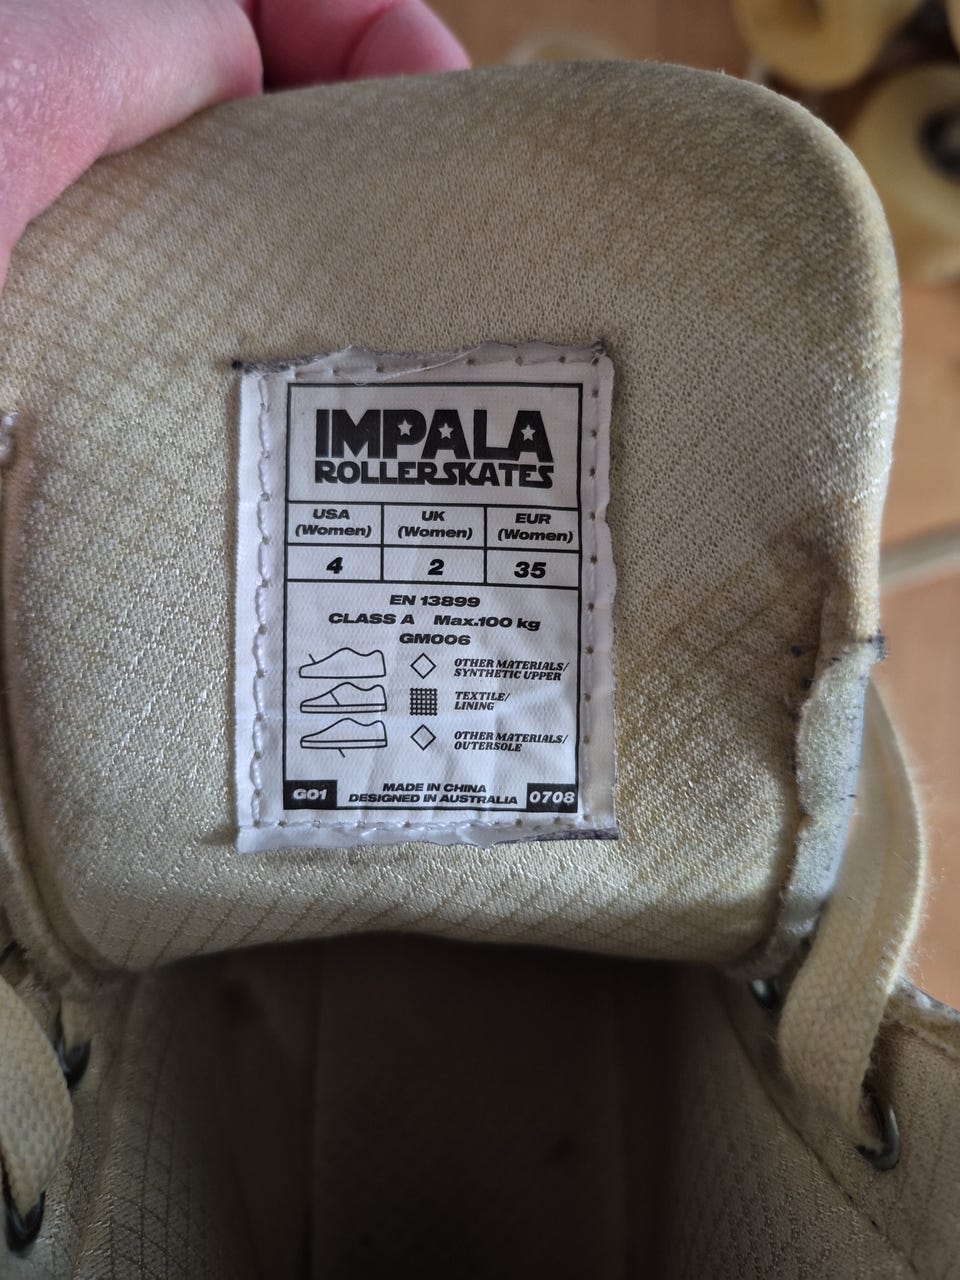 IMPALA
ROLLERSKATES
USA (Women) UK (Women) EUR (Women)
4 2 35
EN 13899
CLASS A Max.100 kg
GM006
OTHER MATERIALS/
SYNTHETIC UPPER
TEXTILE/
LINING
OTHER MATERIALS/
OUTERSOLE
G01 MADE IN CHINA
DESIGNED IN AUSTRALIA 0708